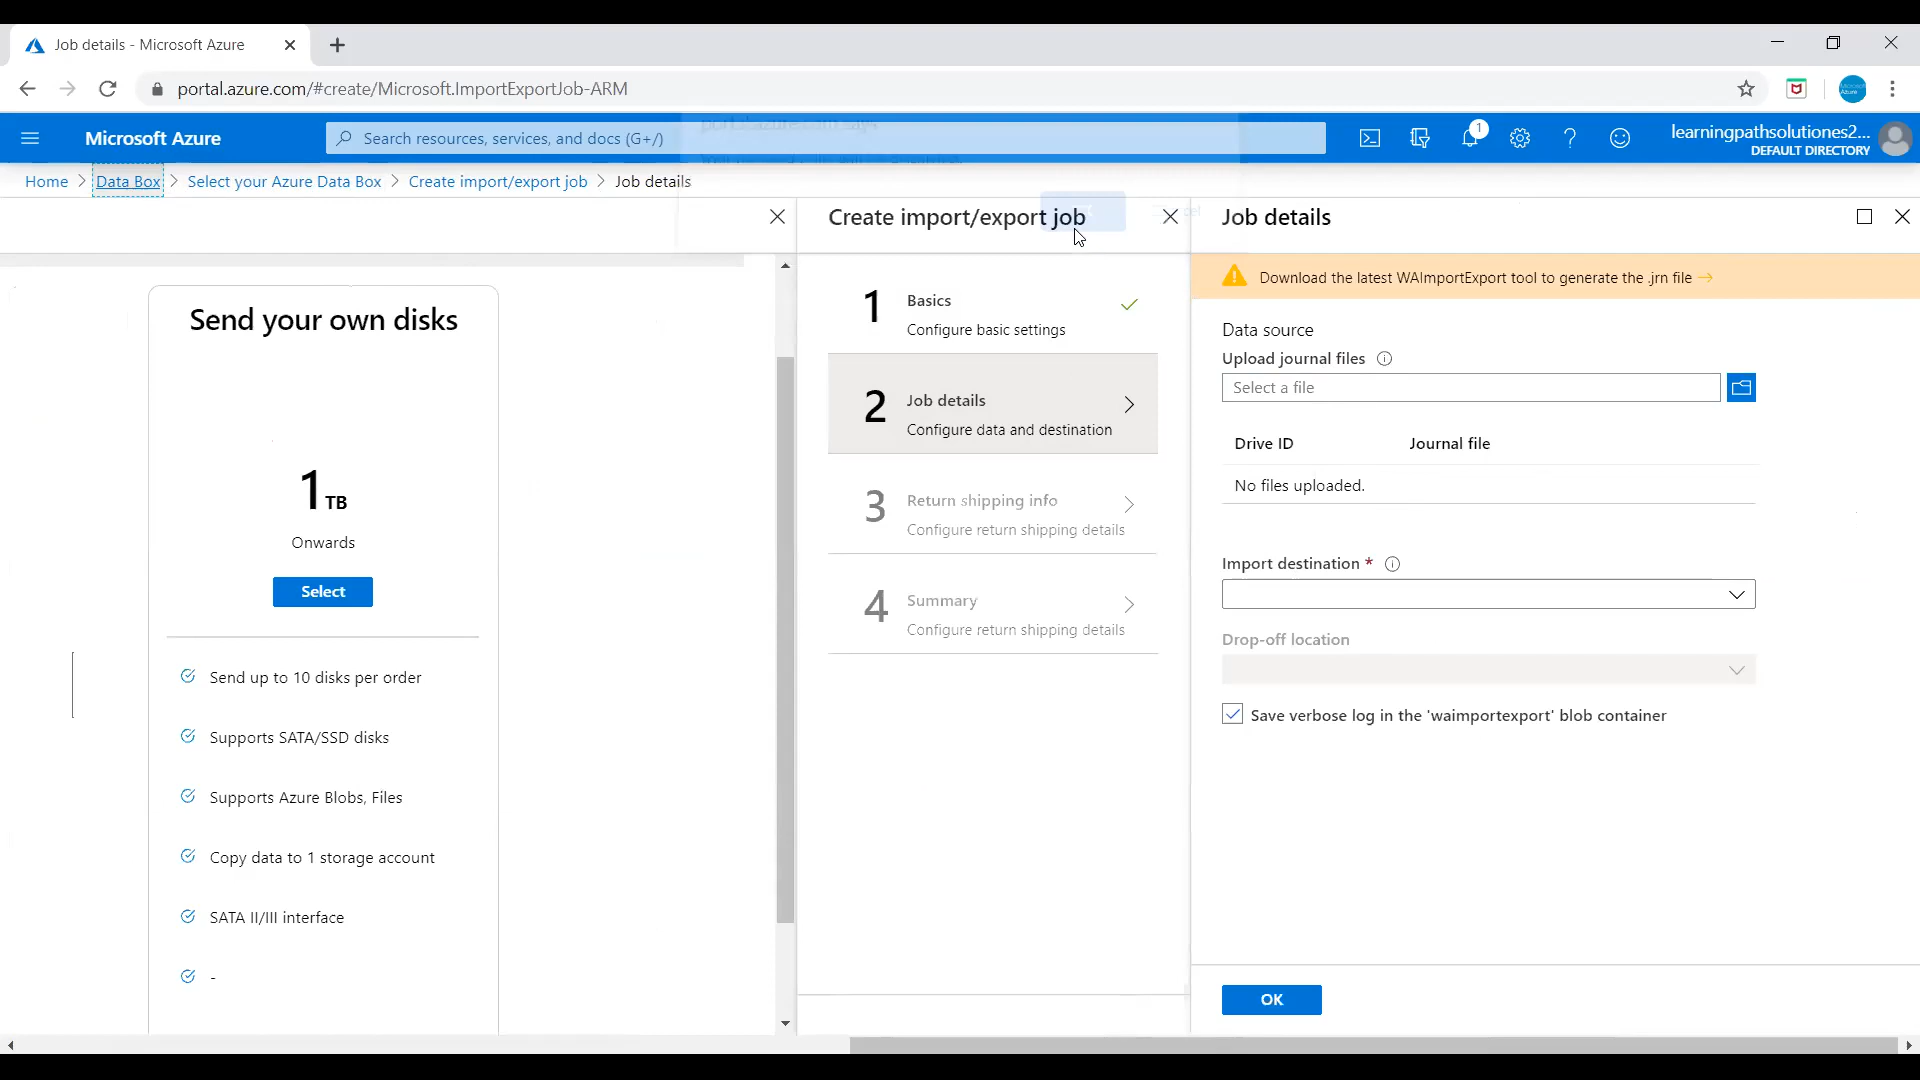 Job details - Microsoft Azure
portal.azure.com/#create/Microsoft.ImportExportJob-ARM
Microsoft Azure
Search resources, services, and docs (G+/)
portal.azure.com says
1
learningpathsolutiones2...
DEFAULT DIRECTORY
Home > Data Box > Select your Azure Data Box > Create import/export job > Job details
Send your own disks
1 TB
Onwards
Select
Send up to 10 disks per order
Supports SATA/SSD disks
Supports Azure Blobs, Files
Copy data to 1 storage account
SATA II/III interface
-
Create import/export job
1 Basics
Configure basic settings
2 Job details
Configure data and destination
3 Return shipping info
Configure return shipping details
4 Summary
Configure return shipping details
Job details
Download the latest WAImportExport tool to generate the .jrn file →
Data source
Upload journal files
Select a file
Drive ID Journal file
No files uploaded.
Import destination *
Drop-off location
Save verbose log in the 'waimportexport' blob container
OK